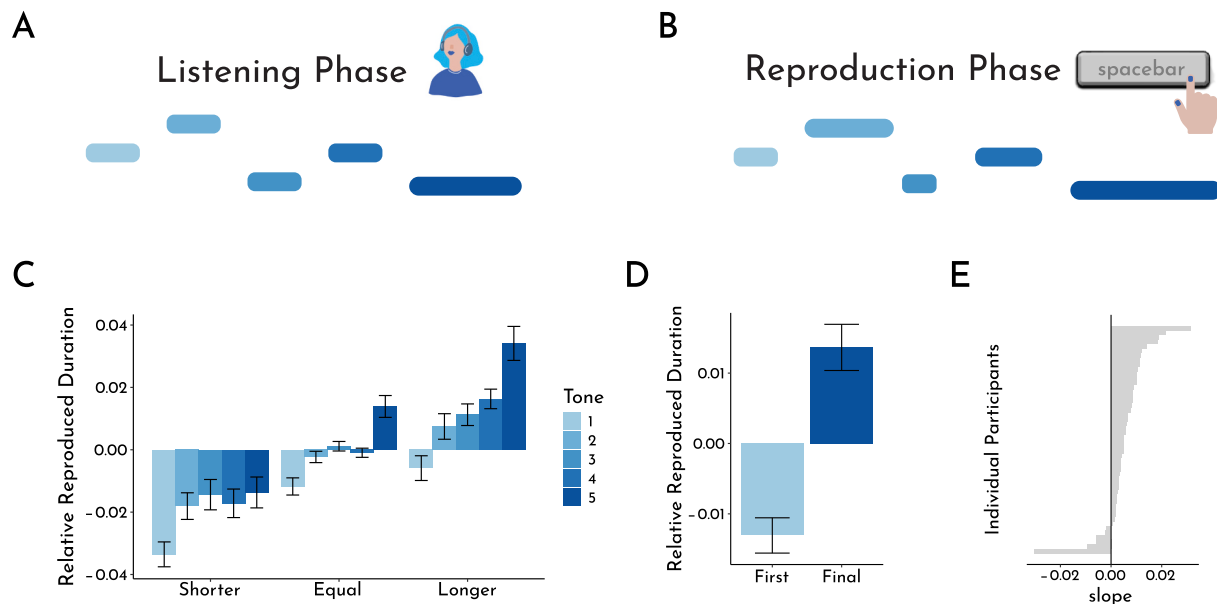 A
Listening Phase
B
Reproduction Phase
spacebar
C
Relative Reproduced Duration
0.04
0.02
0.00
−0.02
−0.04
Shorter
Equal
Longer
Tone
1
2
3
4
5
D
Relative Reproduced Duration
0.01
0.00
−0.01
First
Final
E
Individual Participants
−0.02
0.00
0.02
slope